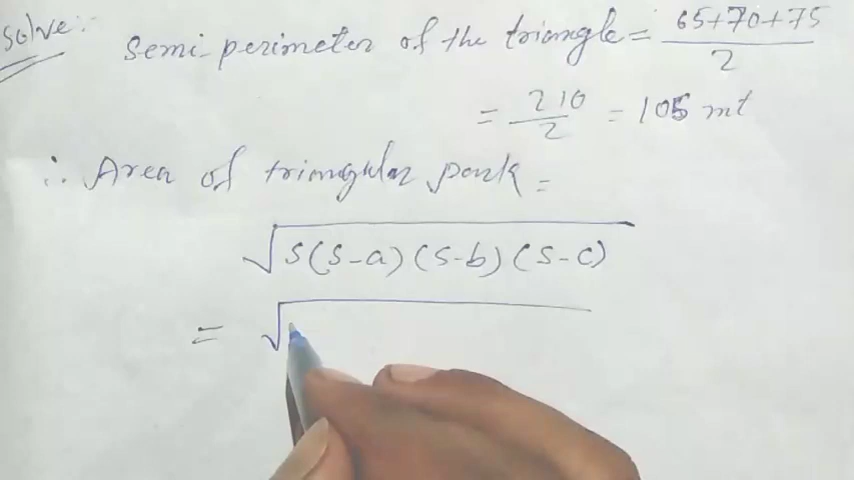 Solve:
Semi-perimeter of the triangle = 65+70+75 / 2
= 210 / 2 = 105 mt
∴ Area of triangular park =
√S(S-a)(S-b)(S-c)
= √